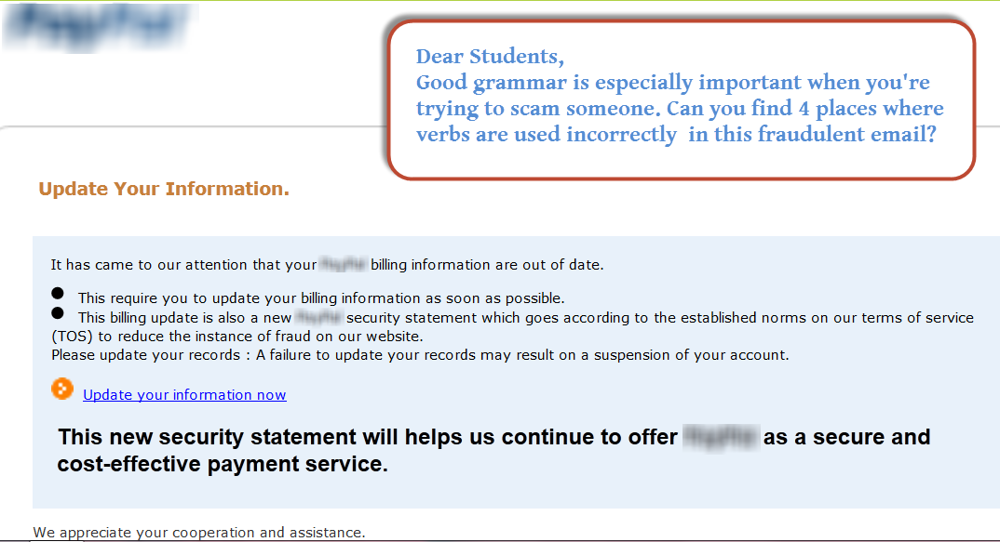 Dear Students,
Good grammar is especially important when you're
trying to scam someone. Can you find 4 places where
verbs are used incorrectly in this fraudulent email?
Update Your Information.
It has came to our attention that your billing information are out of date.
This require you to update your billing information as soon as possible.
This billing update is also a new security statement which goes according to the established norms on our terms of service
(TOS) to reduce the instance of fraud on our website.
Please update your records : A failure to update your records may result on a suspension of your account.
Update your information now
This new security statement will helps us continue to offer as a secure and
cost-effective payment service.
We appreciate your cooperation and assistance.